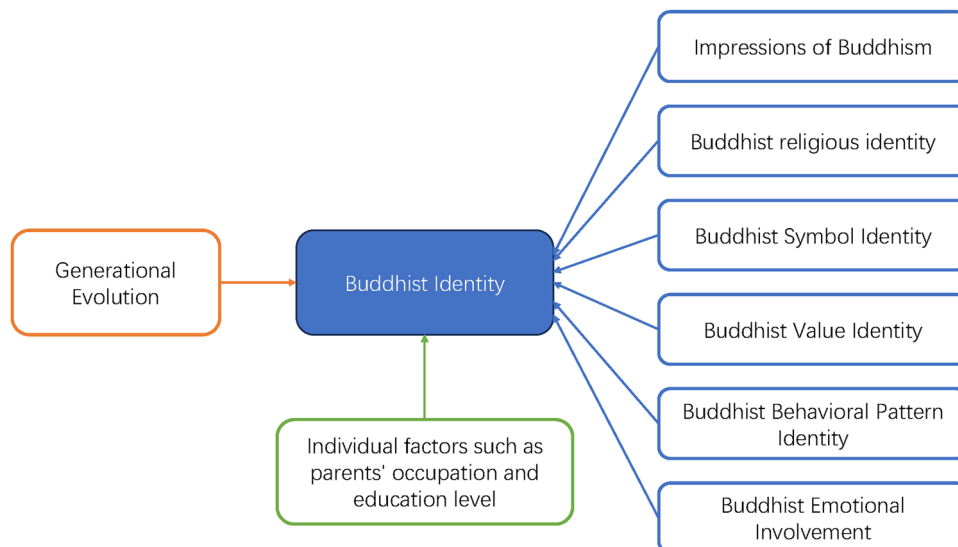 Impressions of Buddhism
Buddhist religious identity
Buddhist Symbol Identity
Generational
Evolution
Buddhist Identity
Buddhist Value Identity
Buddhist Behavioral Pattern
Identity
Individual factors such as
parents' occupation and
education level
Buddhist Emotional
Involvement